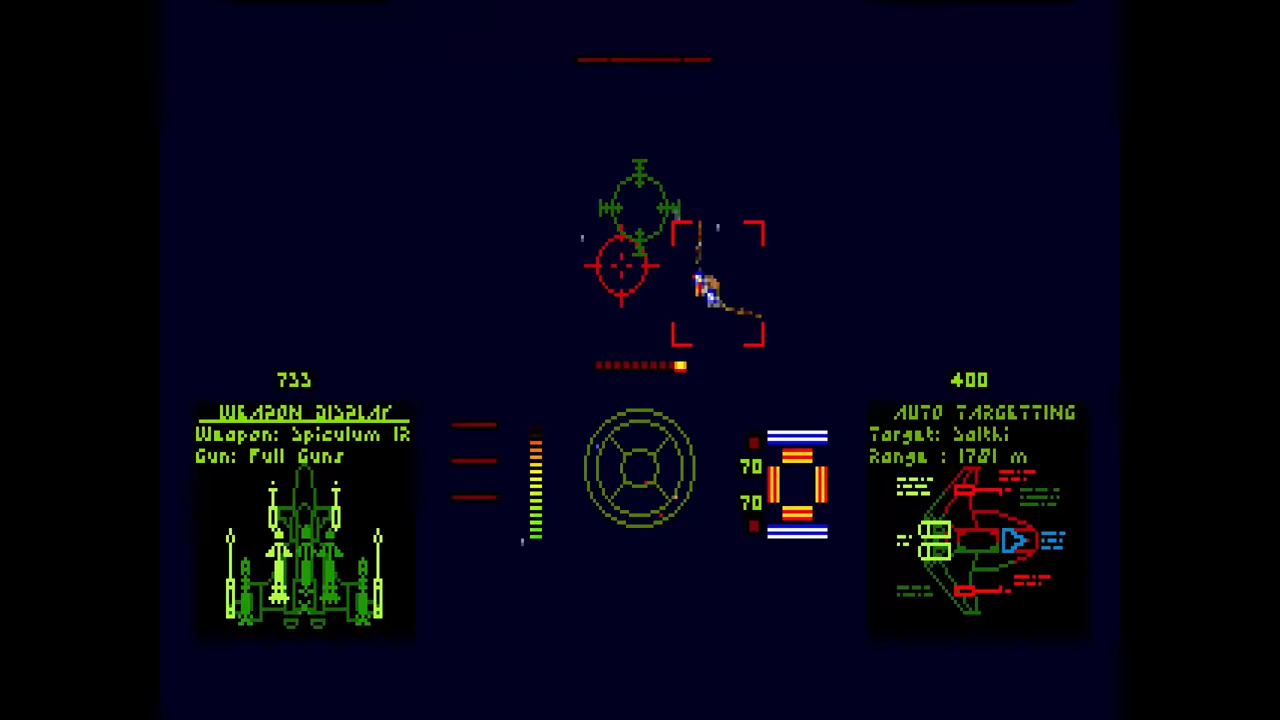 733
400
WEAPON DISPLAY
Weapon: Spiculum IR
Gun: Full Guns
AUTO TARGETTING
Target: Salthi
Range : 1781 m
70
70